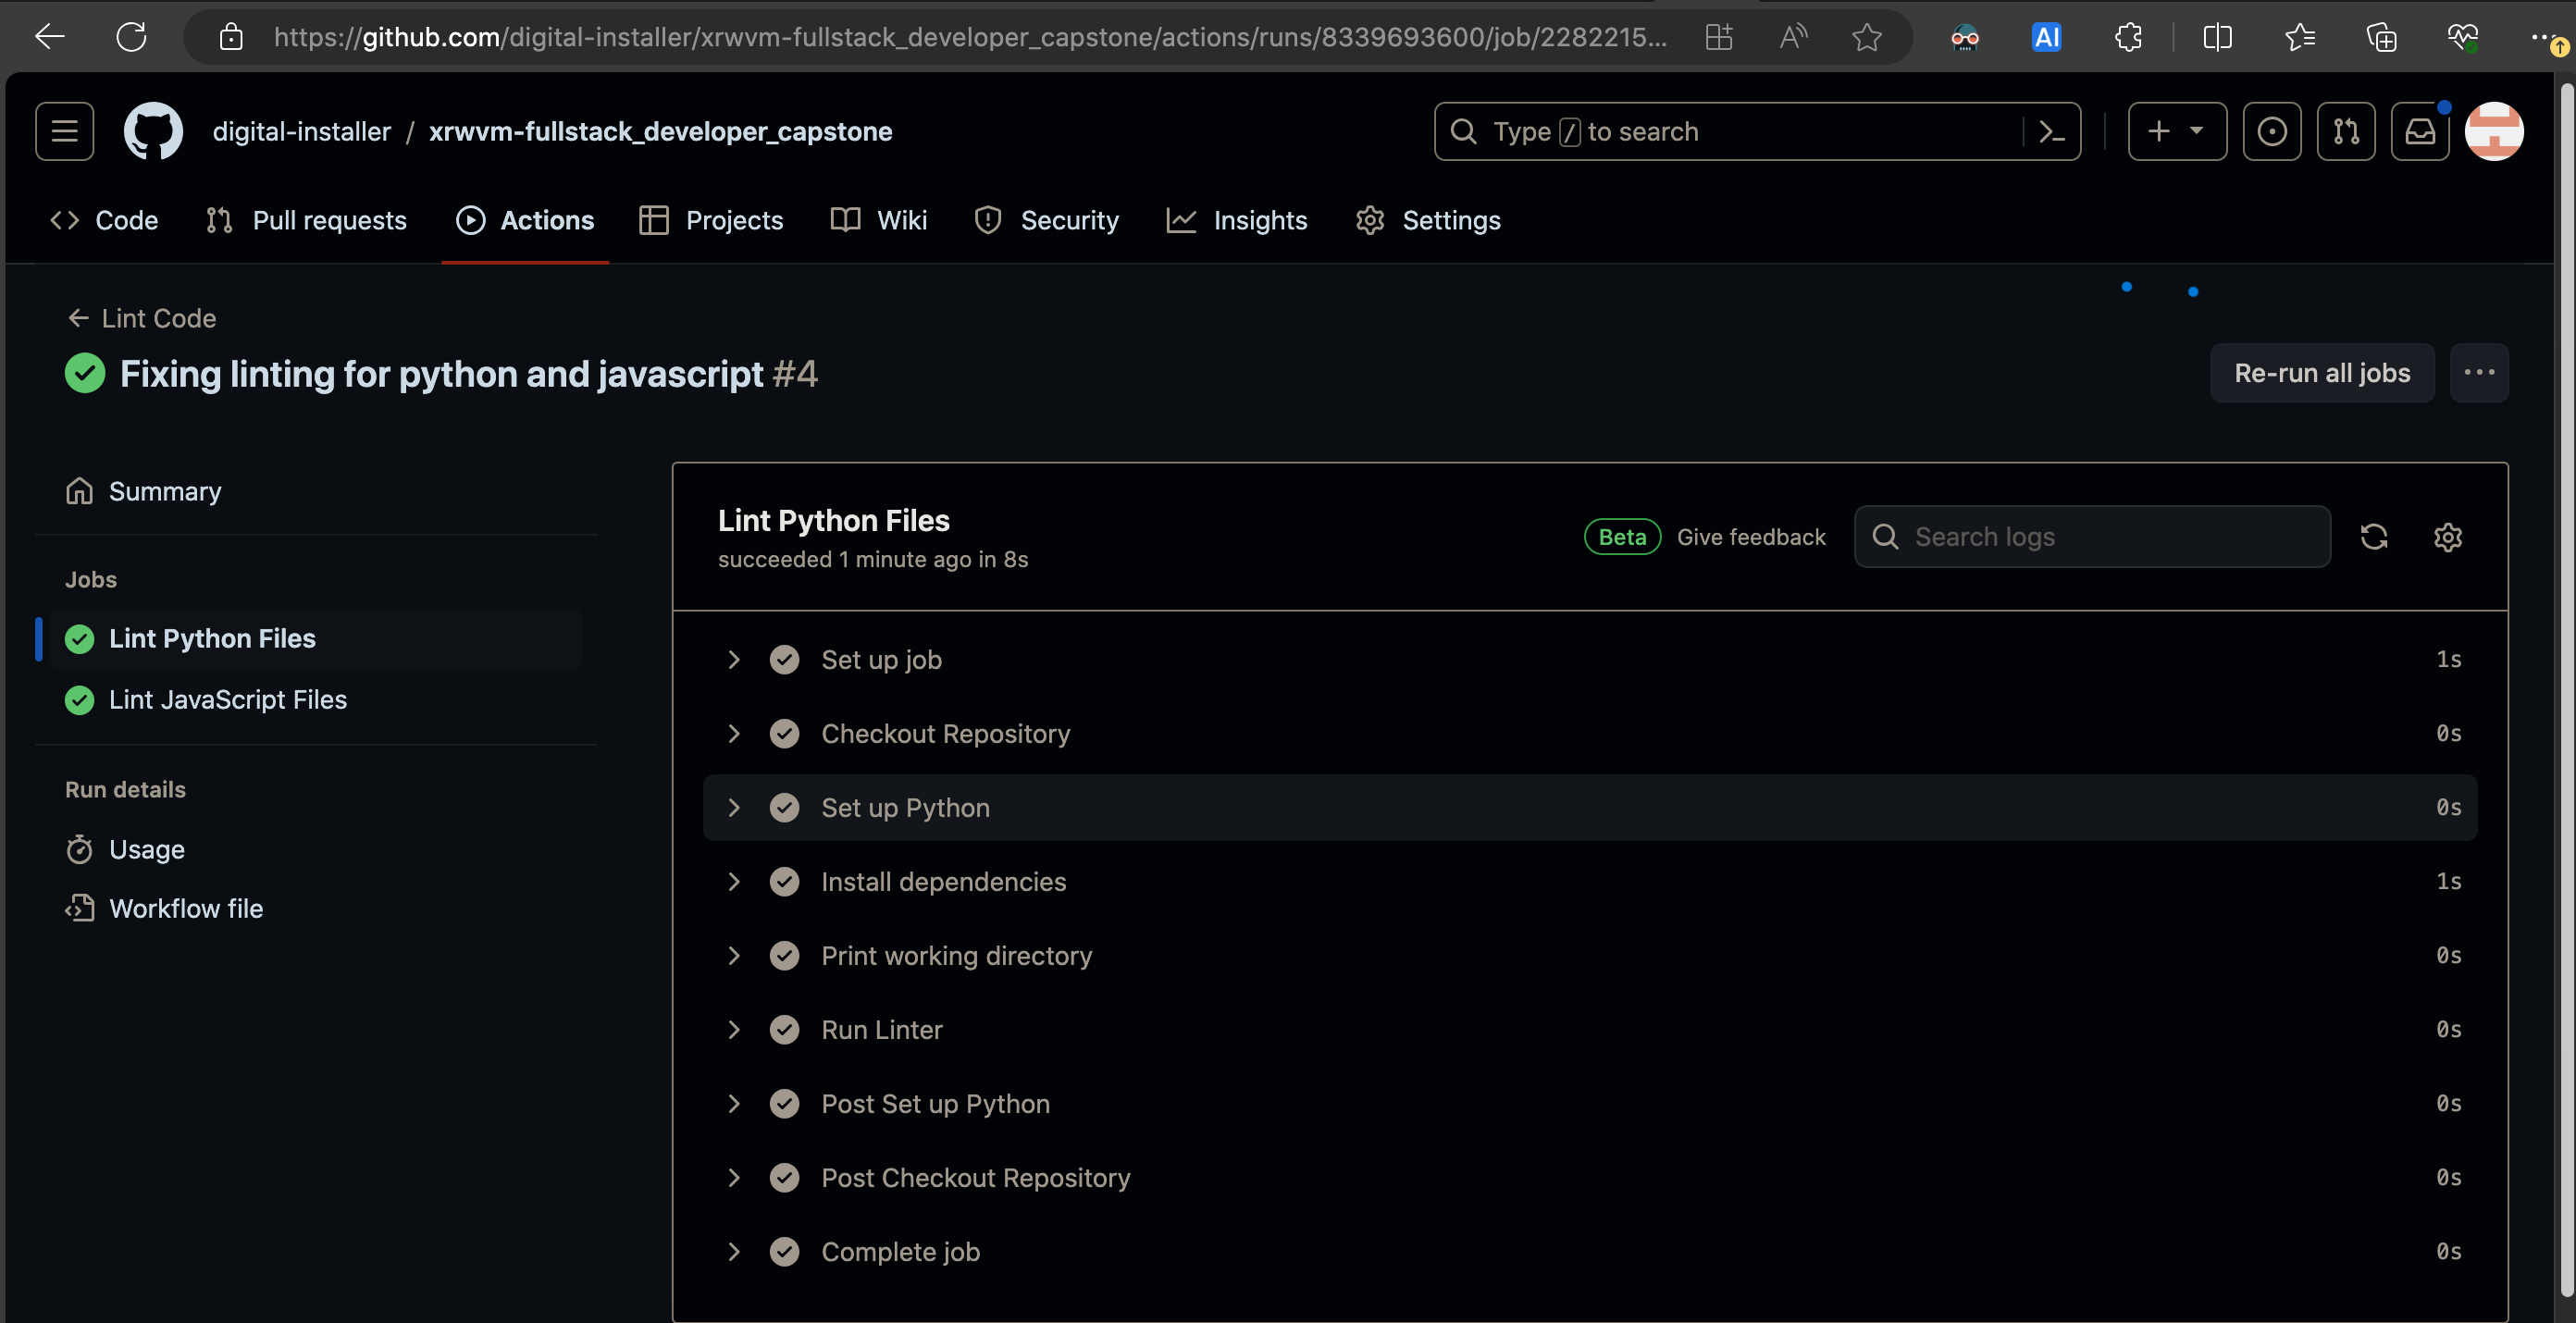 https://github.com/digital-installer/xrwvm-fullstack_developer_capstone/actions/runs/8339693600/job/2282215...
AI
digital-installer / xrwvm-fullstack_developer_capstone
Type / to search
Code Pull requests Actions Projects Wiki Security Insights Settings
Lint Code
Fixing linting for python and javascript #4
Re-run all jobs
Summary
Jobs
Lint Python Files
Lint JavaScript Files
Run details
Usage
Workflow file
Lint Python Files
succeeded 1 minute ago in 8s
Beta Give feedback Search logs
Set up job 1s
Checkout Repository 0s
Set up Python 0s
Install dependencies 1s
Print working directory 0s
Run Linter 0s
Post Set up Python 0s
Post Checkout Repository 0s
Complete job 0s